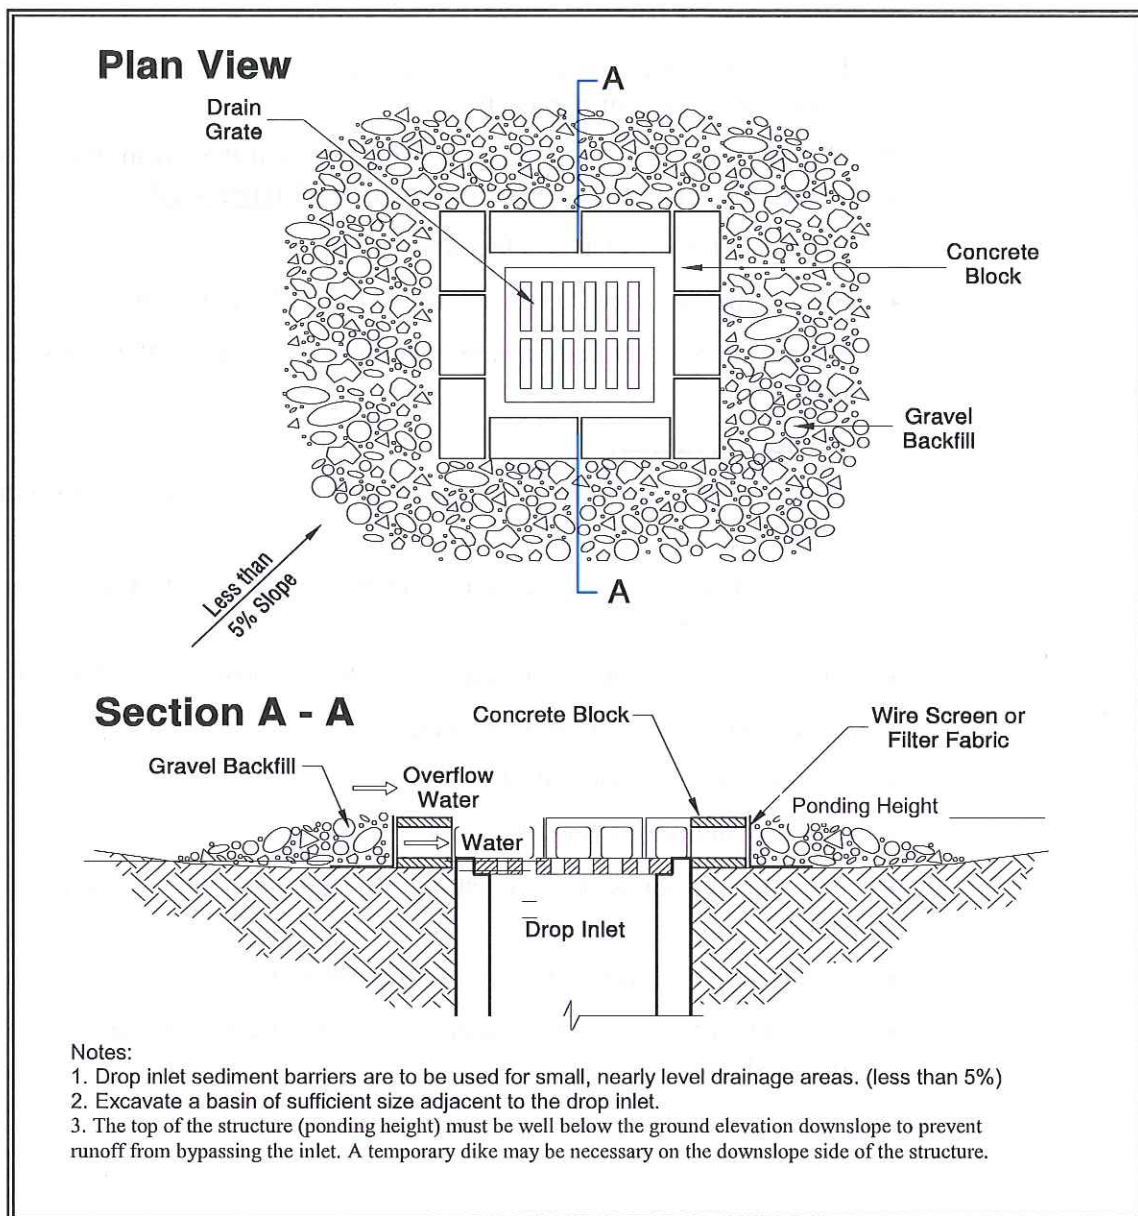 Plan View
A
Drain
Grate
Concrete
Block
Gravel
Backfill
A
Less than
5% Slope
Section A - A
Concrete Block
Wire Screen or
Filter Fabric
Gravel Backfill
Overflow
Water
Ponding Height
Water
Drop Inlet
Notes:
1. Drop inlet sediment barriers are to be used for small, nearly level drainage areas. (less than 5%)
2. Excavate a basin of sufficient size adjacent to the drop inlet.
3. The top of the structure (ponding height) must be well below the ground elevation downslope to prevent
runoff from bypassing the inlet. A temporary dike may be necessary on the downslope side of the structure.